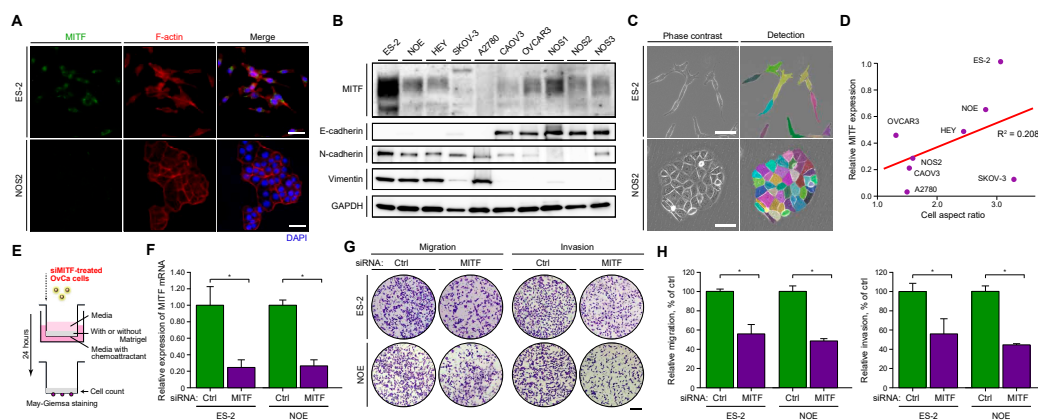 A
MITF
F-actin
Merge
ES-2
NOS2
DAPI
B
ES-2
NOE
HEY
SKOV-3
A2780
CAOV3
OVCAR3
NOS1
NOS2
NOS3
MITF
E-cadherin
N-cadherin
Vimentin
GAPDH
C
Phase contrast
Detection
ES-2
NOS2
D
Relative MITF expression
1.0
0.8
0.6
0.4
0.2
0.0
ES-2
NOE
OVCAR3
HEY
R² = 0.208
NOS2
CAOV3
SKOV-3
A2780
1.0
2.0
3.0
Cell aspect ratio
E
siMITF-treated
OvCa cells
24 hours
Media
With or without
Matrigel
Media with
chemoattractant
Cell count
May-Giemsa staining
F
Relative expression of MITF mRNA
1.40
1.20
1.00
0.80
0.60
0.40
0.20
0
*
*
siRNA:
Ctrl
MITF
Ctrl
MITF
ES-2
NOE
G
Migration
Invasion
siRNA:
Ctrl
MITF
Ctrl
MITF
ES-2
NOE
H
Relative migration, % of ctrl
120
100
80
60
40
20
0
*
*
siRNA:
Ctrl
MITF
Ctrl
MITF
ES-2
NOE
Relative invasion, % of ctrl
120
100
80
60
40
20
0
*
*
Ctrl
MITF
Ctrl
MITF
ES-2
NOE